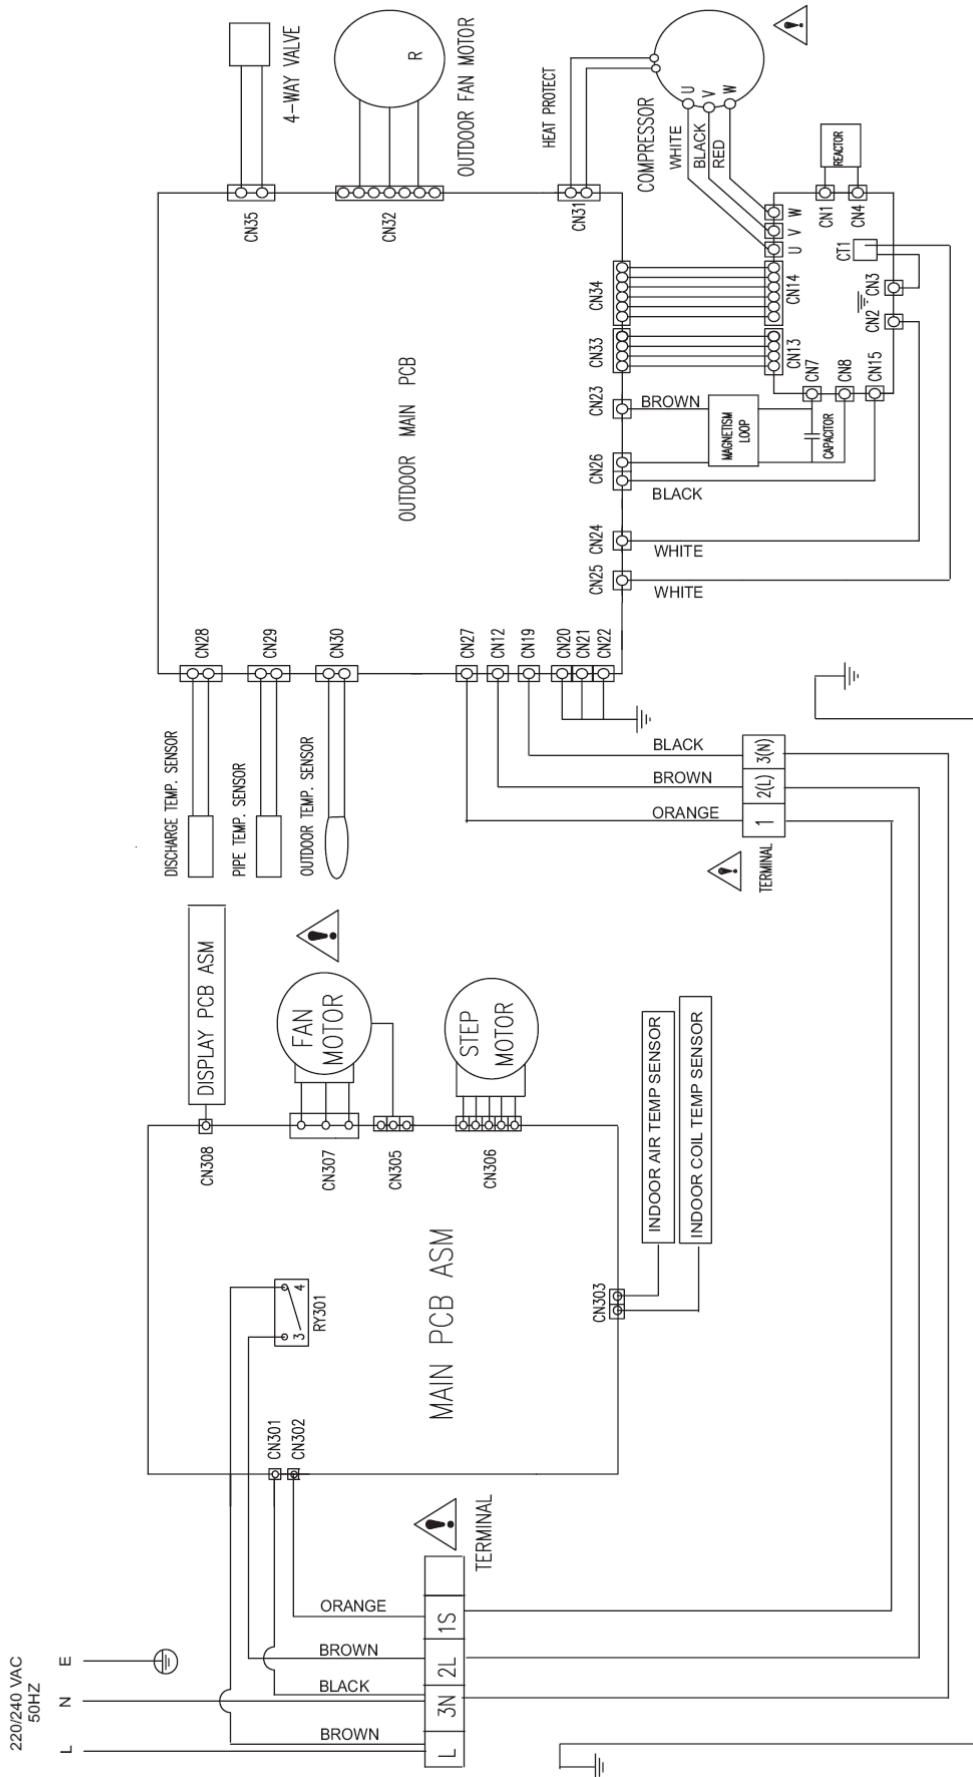 4-WAY VALVE
R
OUTDOOR FAN MOTOR
HEAT PROTECT
COMPRESSOR
U
V
W
WHITE
BLACK
RED
REACTOR
CN35
CN32
CN31
CN1
CN4
U
V
W
CT1
CN34
CN14
CN3
CN2
CN33
CN13
CN7
CN8
CN15
OUTDOOR MAIN PCB
CN23
BROWN
MAGNETISM
LOOP
CAPACITOR
CN26
BLACK
CN24
WHITE
CN25
WHITE
CN28
CN29
CN30
CN27
CN12
CN19
CN20
CN21
CN22
DISCHARGE TEMP. SENSOR
PIPE TEMP. SENSOR
OUTDOOR TEMP. SENSOR
BLACK
BROWN
ORANGE
3(N)
2(L)
1
TERMINAL
DISPLAY PCB ASM
FAN
MOTOR
STEP
MOTOR
INDOOR AIR TEMP SENSOR
INDOOR COIL TEMP SENSOR
CN308
CN307
CN305
CN306
CN303
4
3
RY301
MAIN PCB ASM
CN301
CN302
TERMINAL
ORANGE
BROWN
BLACK
BROWN
1S
2L
3N
L
220/240 VAC
50HZ
E
N
L